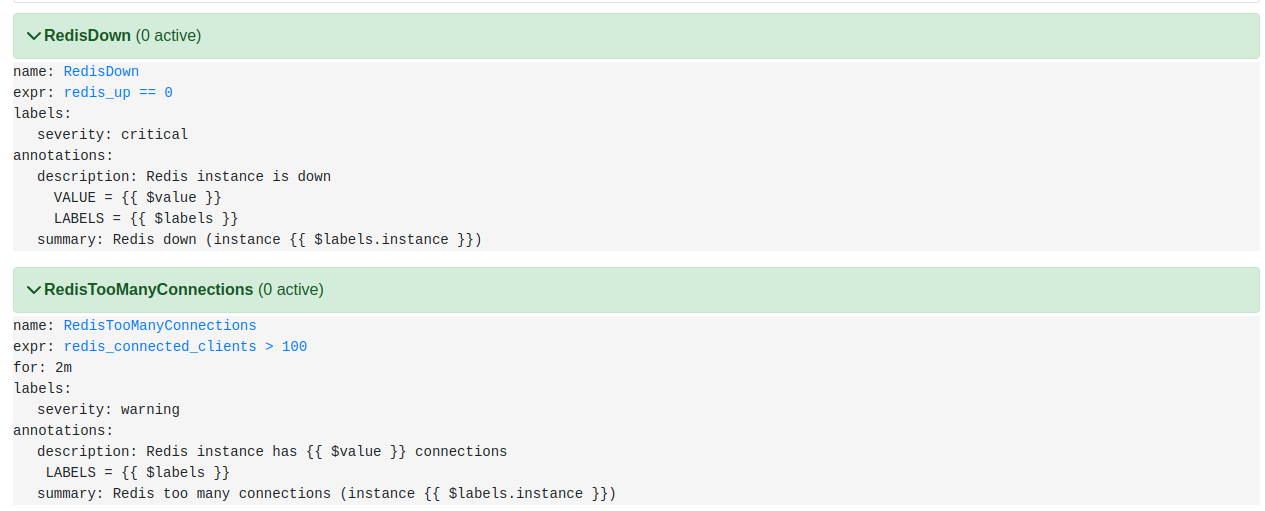 RedisDown (0 active)
name: RedisDown
expr: redis_up == 0
labels:
   severity: critical
annotations:
   description: Redis instance is down
     VALUE = {{ $value }}
     LABELS = {{ $labels }}
   summary: Redis down (instance {{ $labels.instance }})
RedisTooManyConnections (0 active)
name: RedisTooManyConnections
expr: redis_connected_clients > 100
for: 2m
labels:
   severity: warning
annotations:
   description: Redis instance has {{ $value }} connections
    LABELS = {{ $labels }}
   summary: Redis too many connections (instance {{ $labels.instance }})